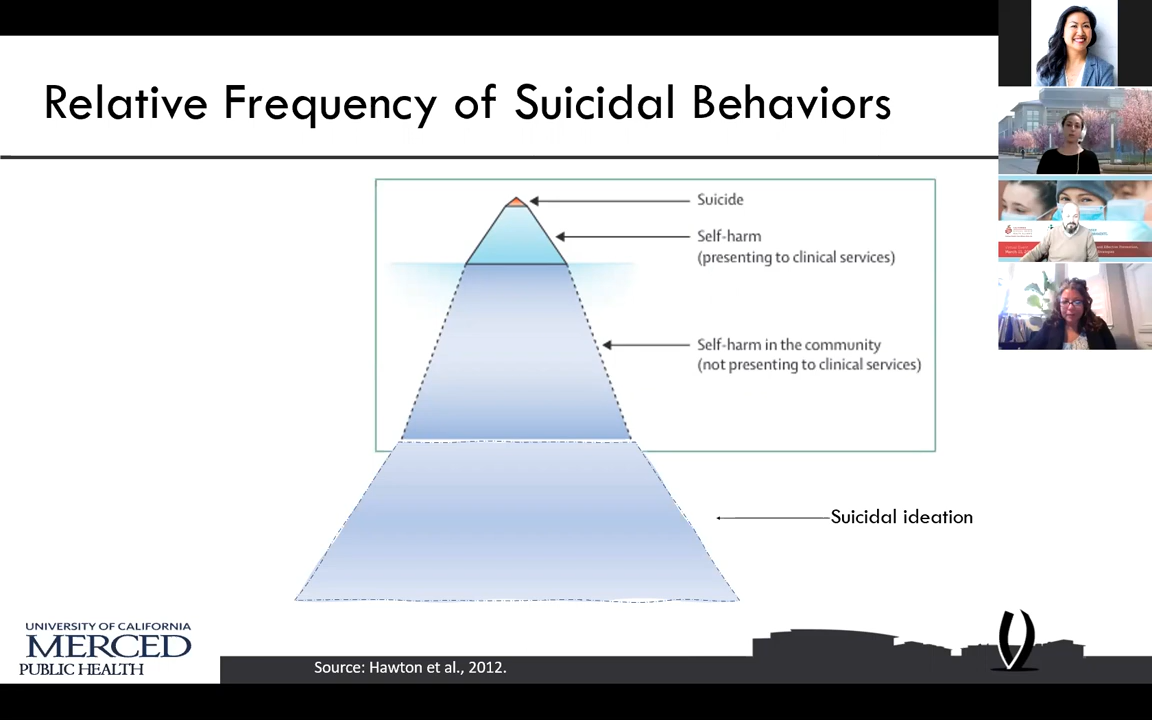 Relative Frequency of Suicidal Behaviors
Suicide
Self-harm
(presenting to clinical services)
Self-harm in the community
(not presenting to clinical services)
Suicidal ideation
UNIVERSITY OF CALIFORNIA
MERCED
PUBLIC HEALTH
Source: Hawton et al., 2012.